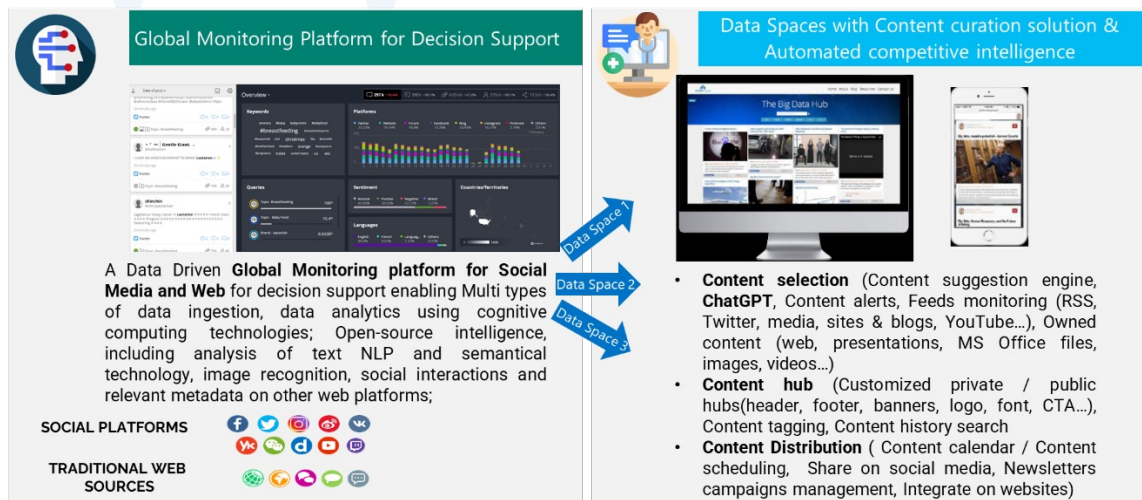 Global Monitoring Platform for Decision Support
Overview
Keywords
#breastfeeding
christmas
Platforms
Queries
Sentiment
Languages
Countries/Territories
A Data Driven Global Monitoring platform for Social
Media and Web for decision support enabling Multi types
of data ingestion, data analytics using cognitive
computing technologies; Open-source intelligence,
including analysis of text NLP and semantical
technology, image recognition, social interactions and
relevant metadata on other web platforms;
SOCIAL PLATFORMS
TRADITIONAL WEB
SOURCES
Data Space 1
Data Space 2
Data Space 3
Data Spaces with Content curation solution &
Automated competitive intelligence
The Big Data Hub
• Content selection (Content suggestion engine,
ChatGPT, Content alerts, Feeds monitoring (RSS,
Twitter, media, sites & blogs, YouTube…), Owned
content (web, presentations, MS Office files,
images, videos…)
• Content hub (Customized private / public
hubs(header, footer, banners, logo, font, CTA…),
Content tagging, Content history search
• Content Distribution ( Content calendar / Content
scheduling, Share on social media, Newsletters
campaigns management, Integrate on websites)